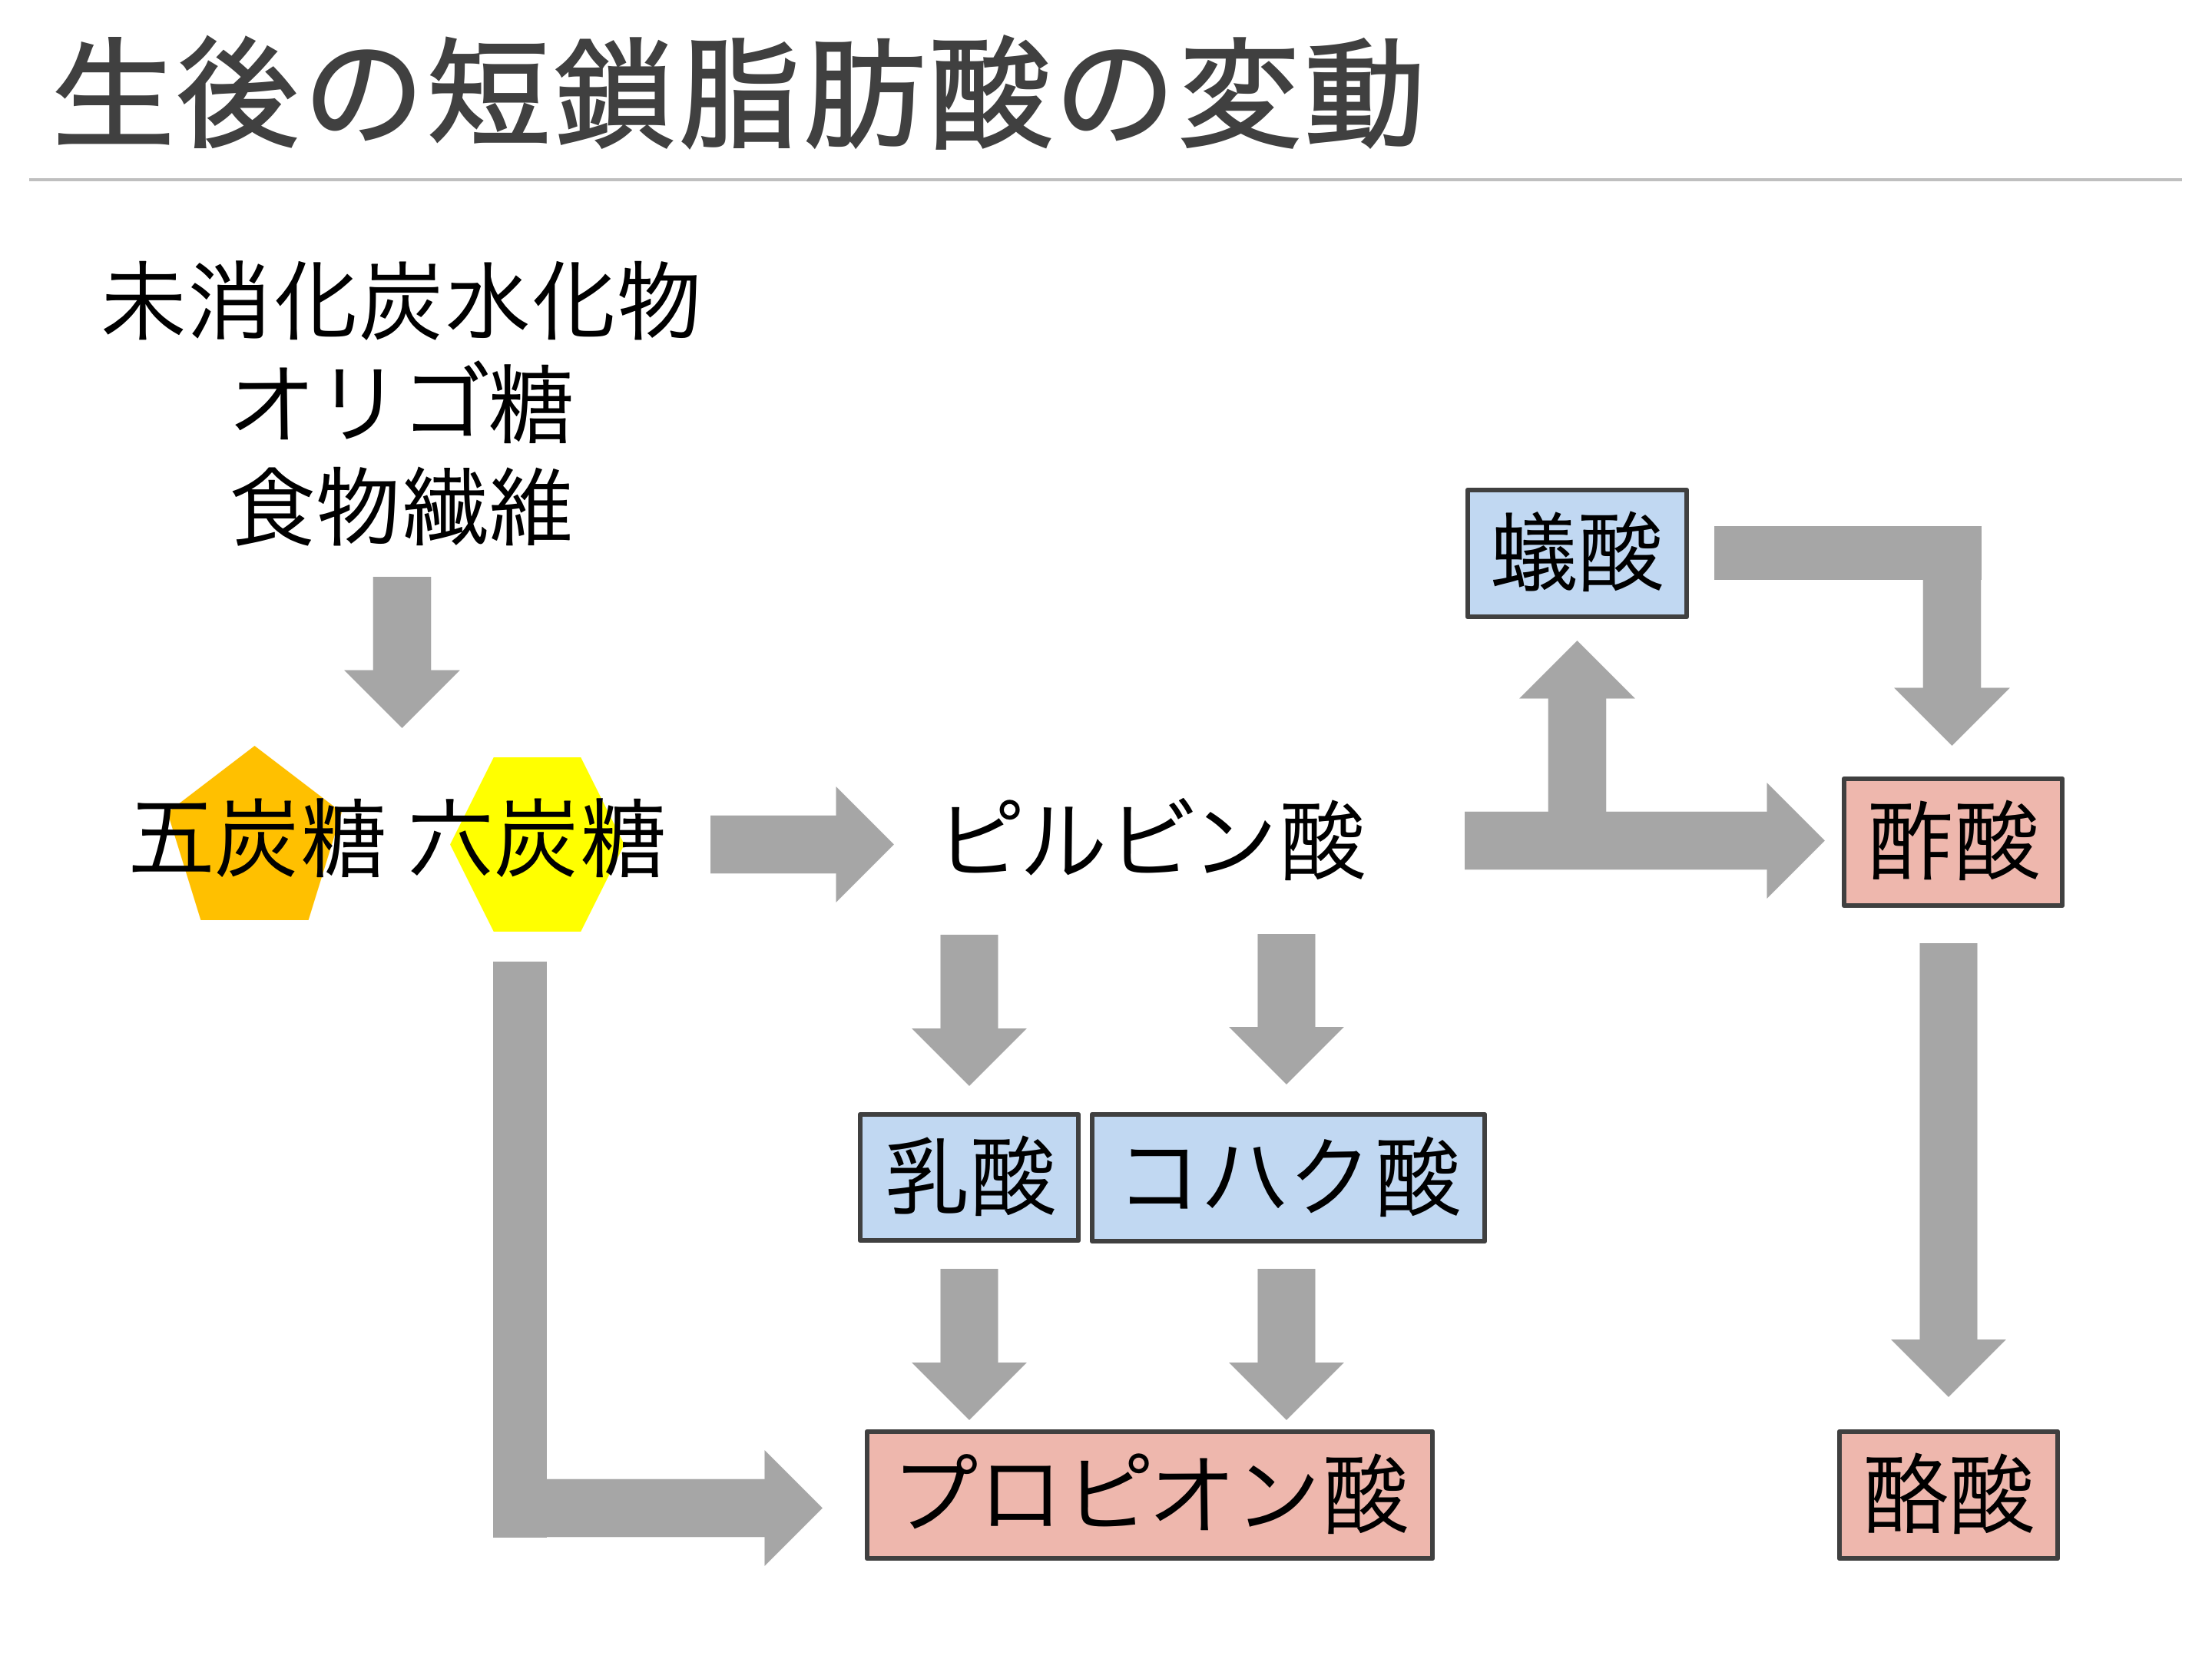 生後の短鎖脂肪酸の変動
未消化炭水化物
オリゴ糖
食物繊維
蟻酸
五炭糖 六炭糖
ピルビン酸
酢酸
乳酸
コハク酸
プロピオン酸
酪酸